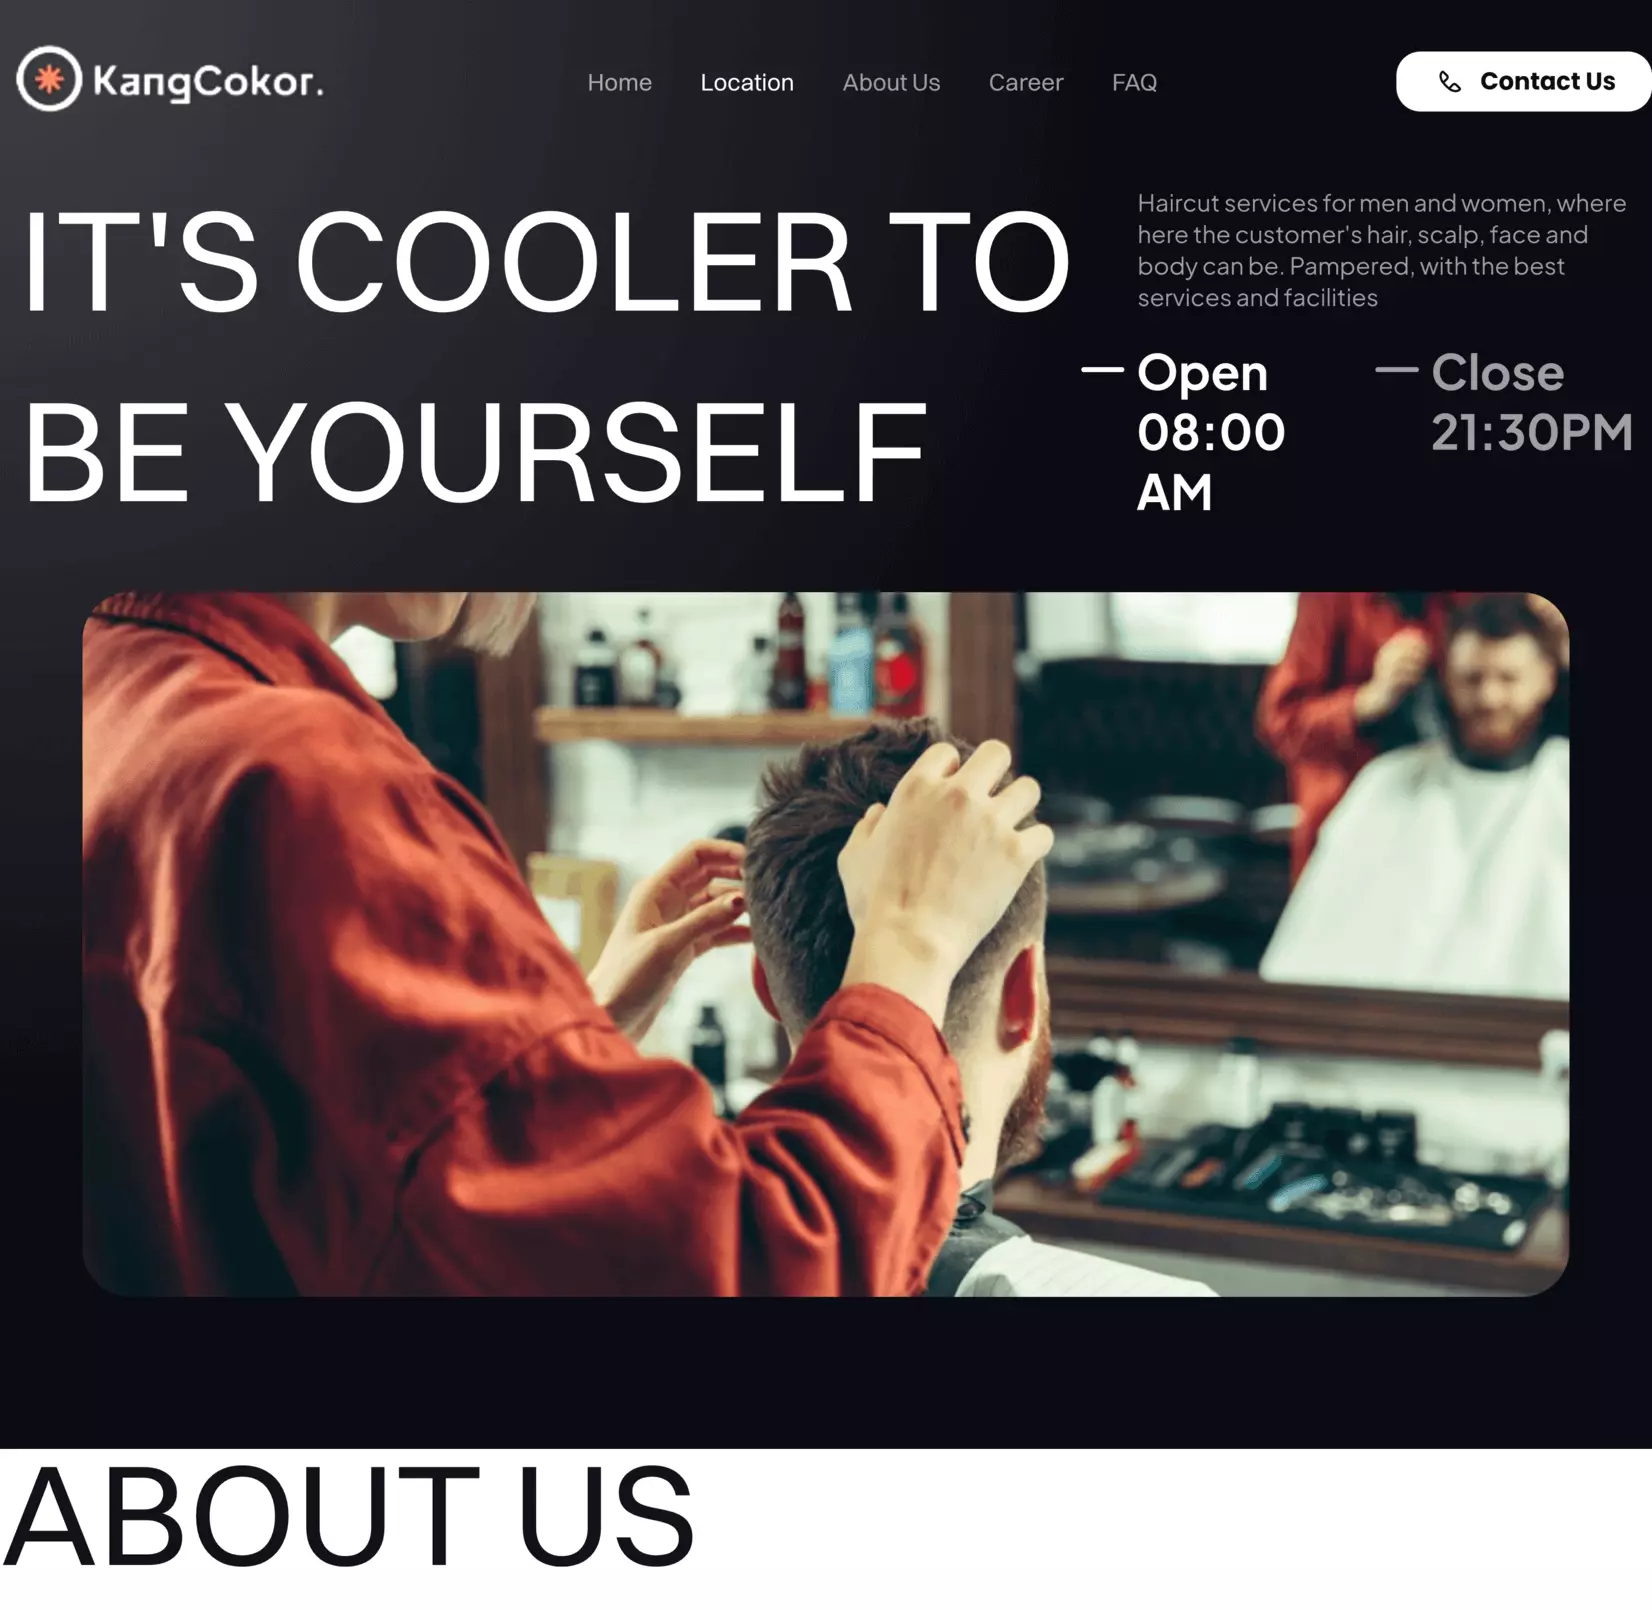 KangCokor.
Home
Location
About Us
Career
FAQ
Contact Us
IT'S COOLER TO
BE YOURSELF
Haircut services for men and women, where
here the customer's hair, scalp, face and
body can be. Pampered, with the best
services and facilities
Open
08:00
AM
Close
21:30PM
ABOUT US